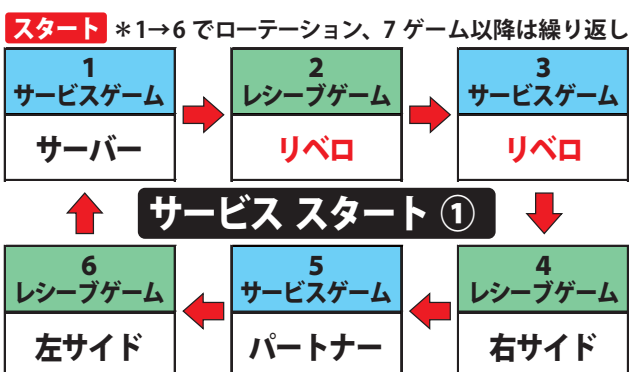 スタート ＊1→6 でローテーション、7 ゲーム以降は繰り返し
1
サービスゲーム
サーバー
2
レシーブゲーム
リベロ
3
サービスゲーム
リベロ
サービス スタート ①
6
レシーブゲーム
左サイド
5
サービスゲーム
パートナー
4
レシーブゲーム
右サイド